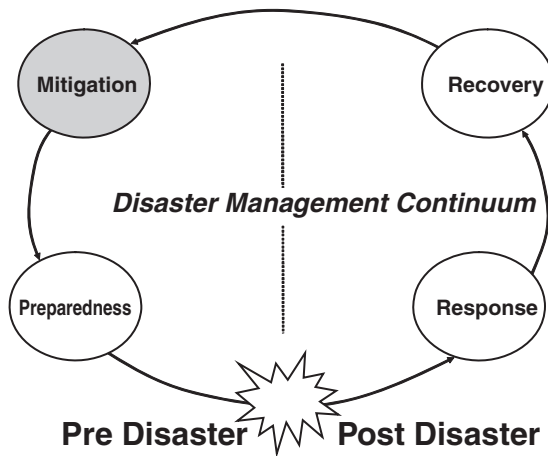 Mitigation
Recovery
Disaster Management Continuum
Preparedness
Response
Pre Disaster
Post Disaster